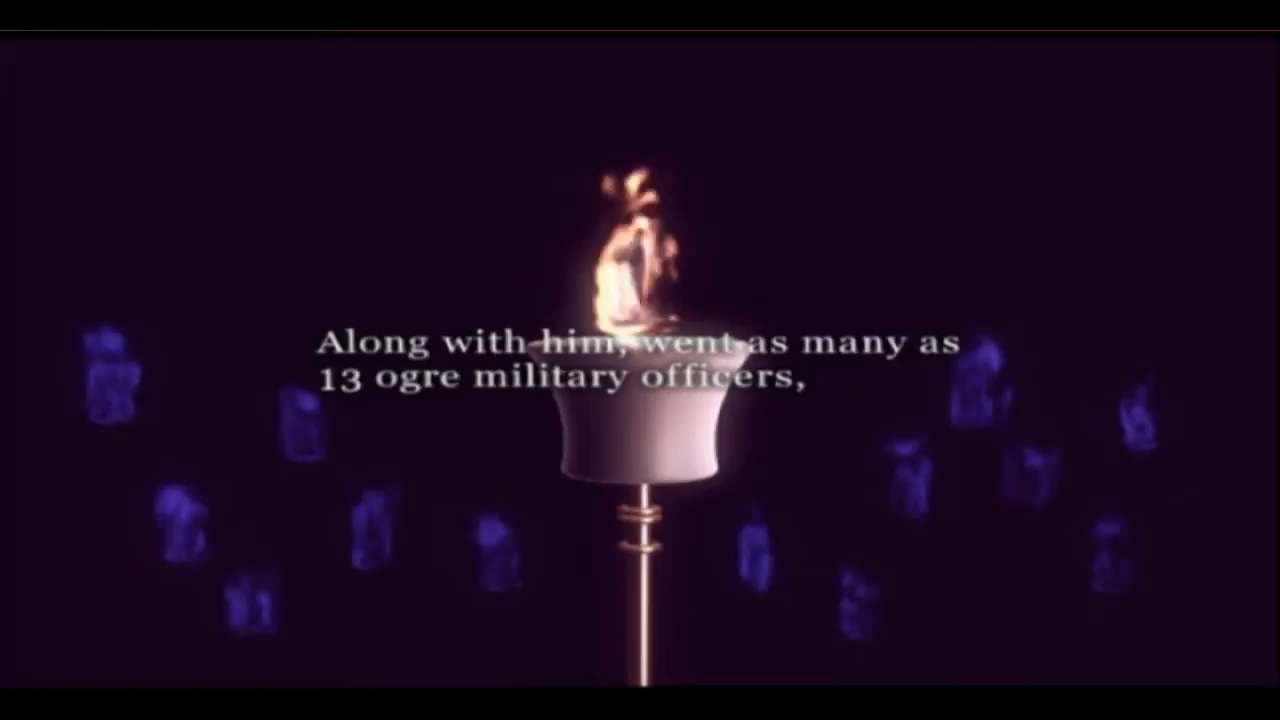 Along with him, went as many as
13 ogre military officers,